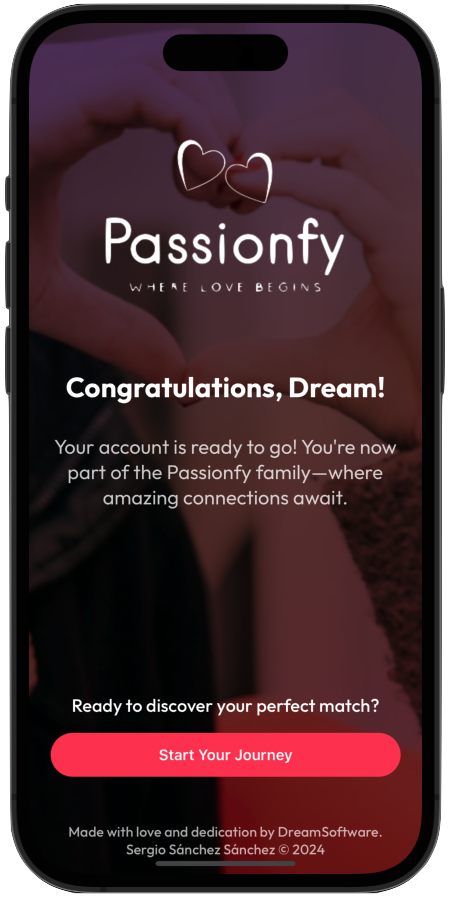 Passionfy
WHERE LOVE BEGINS
Congratulations, Dream!
Your account is ready to go! You're now
part of the Passionfy family—where
amazing connections await.
Ready to discover your perfect match?
Start Your Journey
Made with love and dedication by DreamSoftware.
Sergio Sánchez Sánchez © 2024